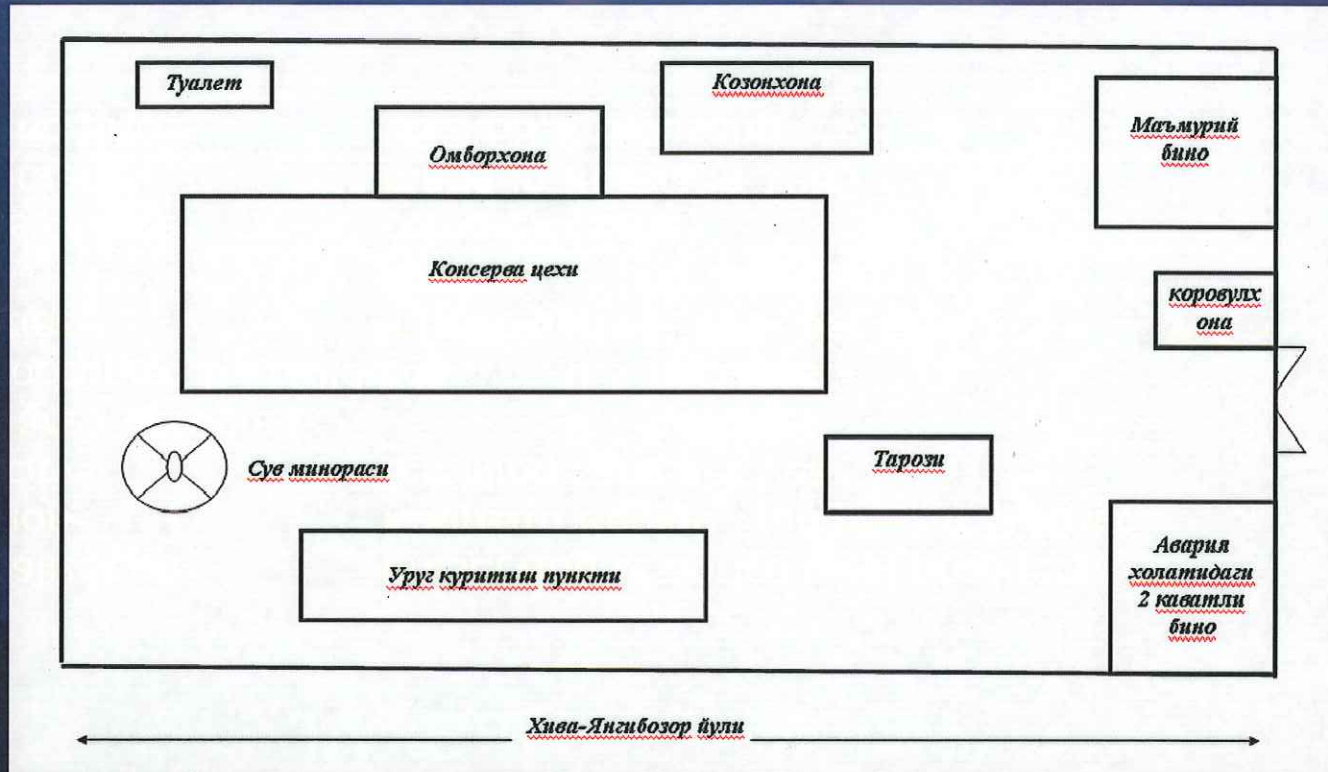 Туалет
Козонхона
Маъмурий
бино
Омборхона
Консерва цехи
коровулх
она
Сув минораси
Тарози
Уруг куритиш пункти
Авария
холатидаги
2 каватли
бино
Хива-Янгибозор йули